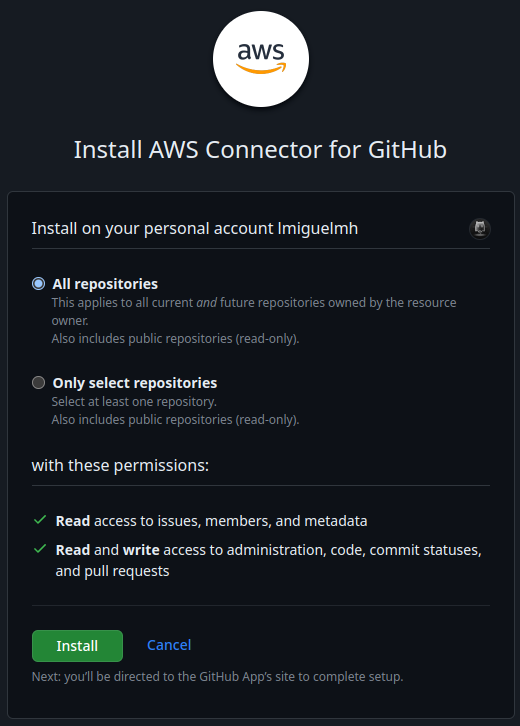 aws
Install AWS Connector for GitHub
Install on your personal account lmiguelmh
All repositories
This applies to all current and future repositories owned by the resource
owner.
Also includes public repositories (read-only).
Only select repositories
Select at least one repository.
Also includes public repositories (read-only).
with these permissions:
Read access to issues, members, and metadata
Read and write access to administration, code, commit statuses,
and pull requests
Install
Cancel
Next: you'll be directed to the GitHub App's site to complete setup.